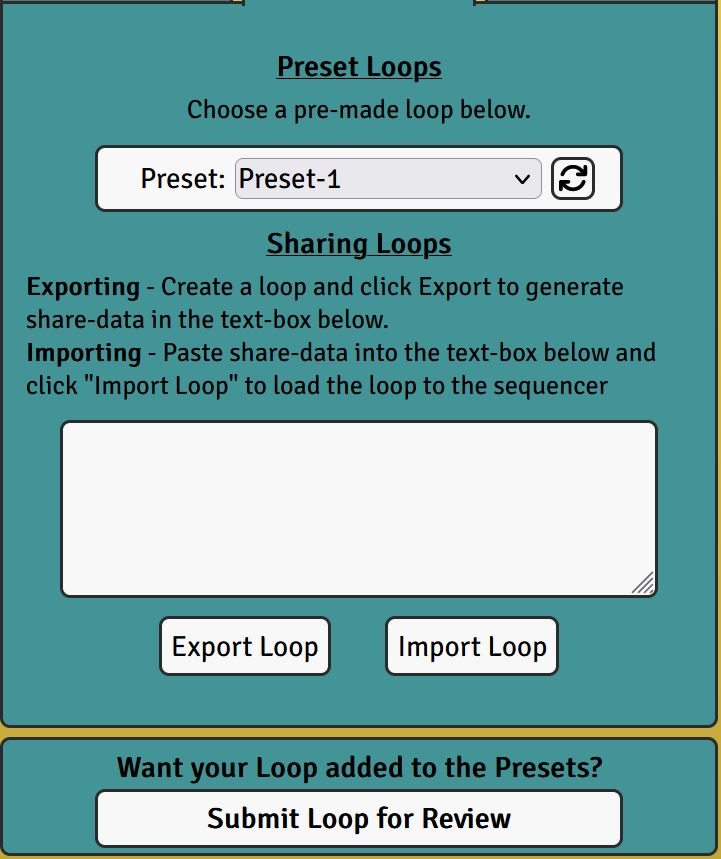 Preset Loops
Choose a pre-made loop below.
Preset: Preset-1
Sharing Loops
Exporting - Create a loop and click Export to generate
share-data in the text-box below.
Importing - Paste share-data into the text-box below and
click "Import Loop" to load the loop to the sequencer
Export Loop Import Loop
Want your Loop added to the Presets?
Submit Loop for Review